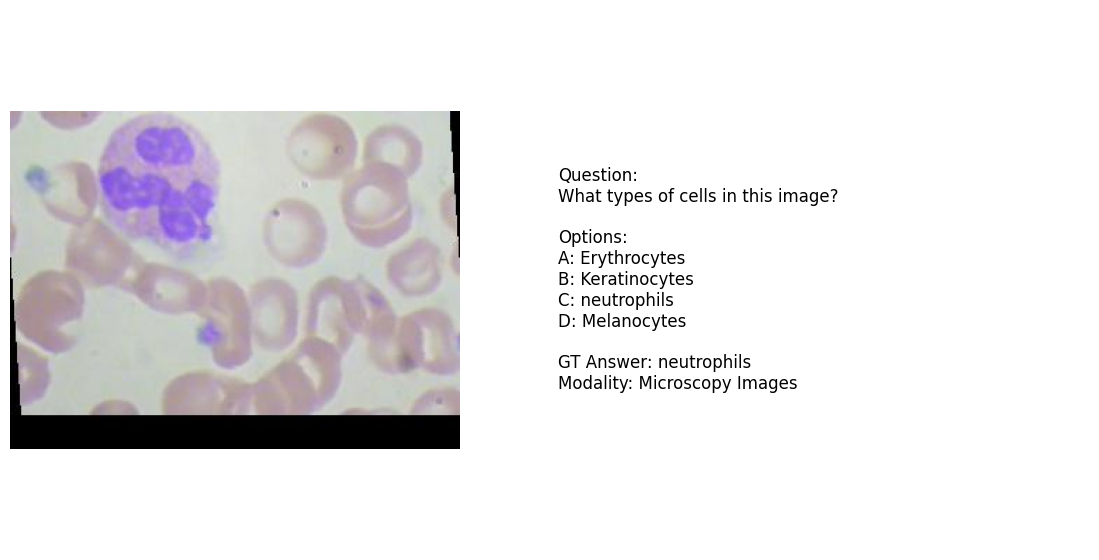 Question:
What types of cells in this image?
Options:
A: Erythrocytes
B: Keratinocytes
C: neutrophils
D: Melanocytes
GT Answer: neutrophils
Modality: Microscopy Images